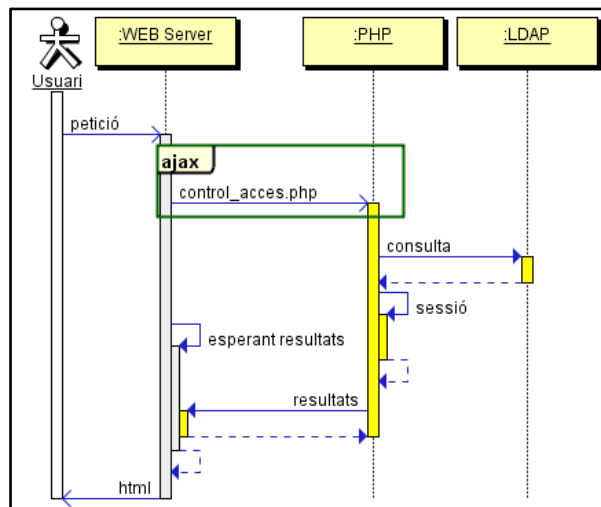 :WEB Server
:PHP
:LDAP
Usuari
petició
ajax
control_acces.php
consulta
sessió
esperant resultats
resultats
html